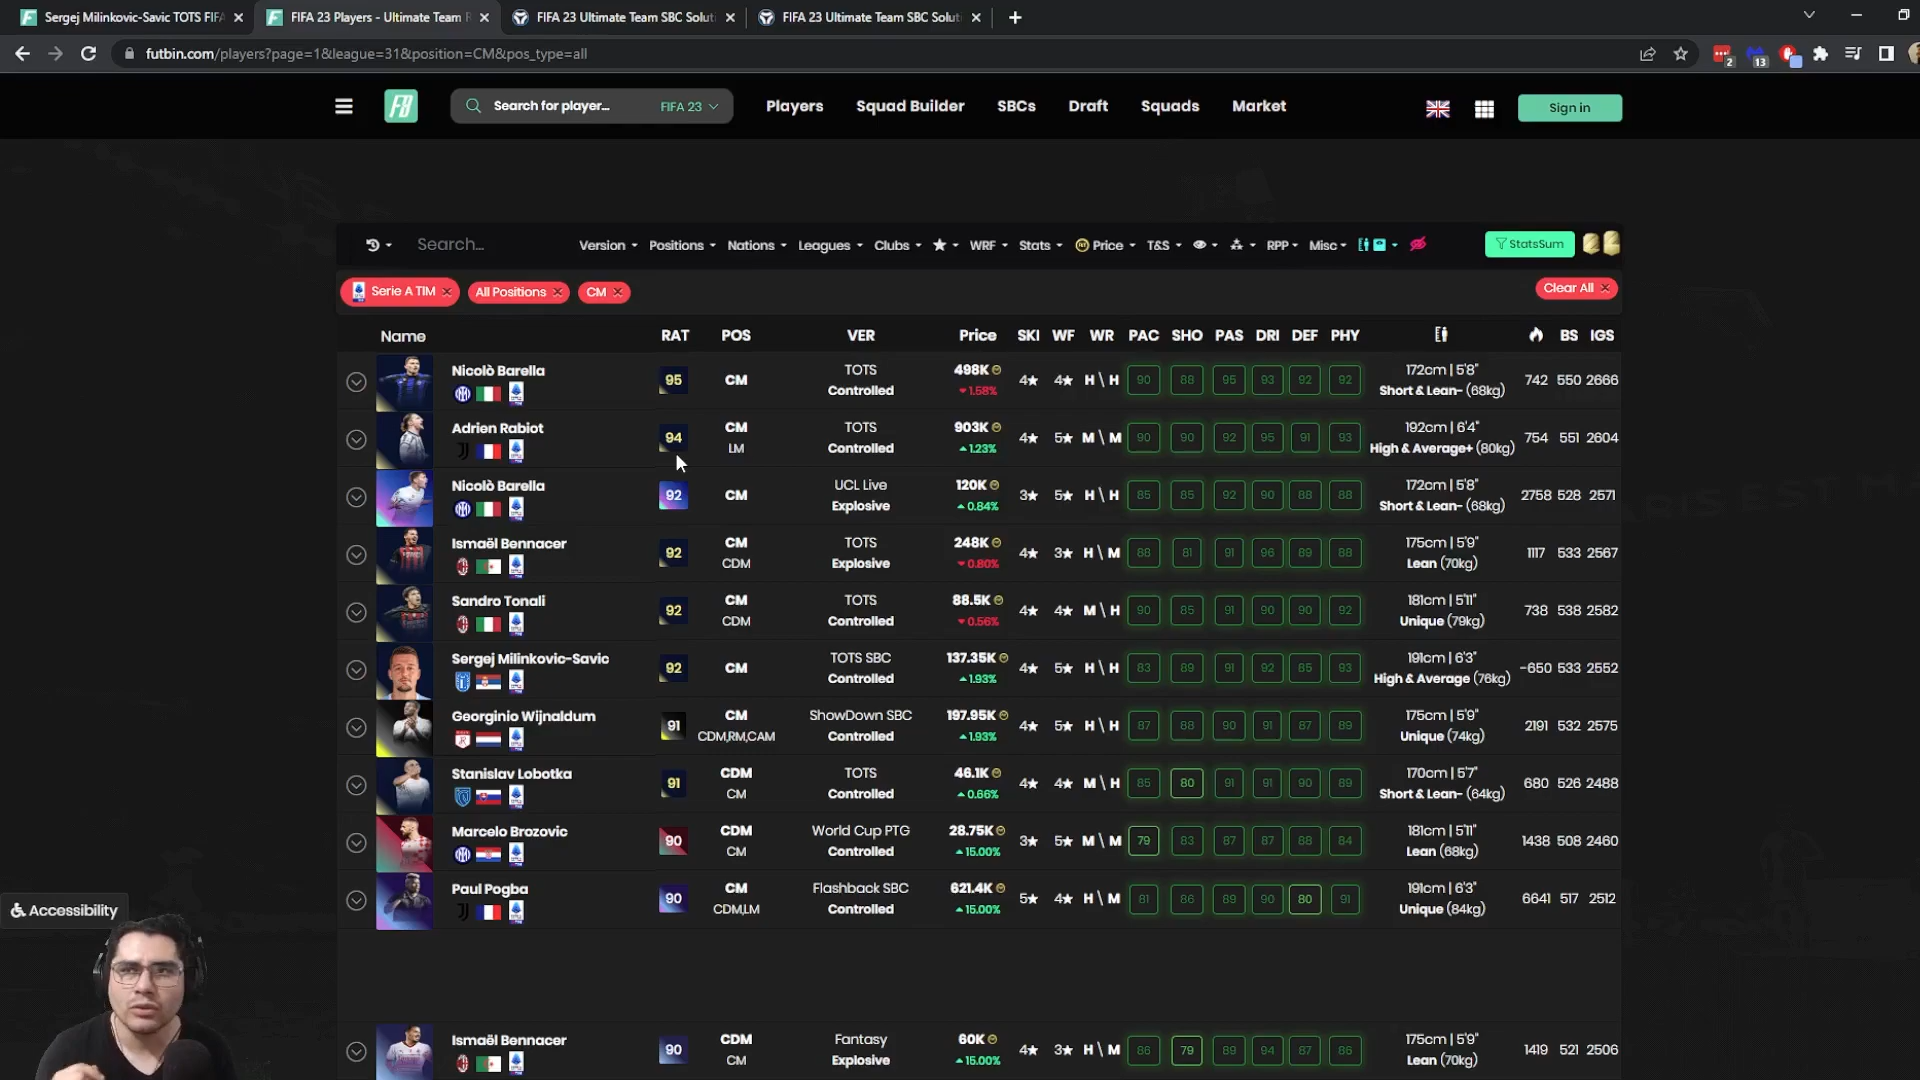 Sergej Milinkovic-Savic TOTS FIFA
FIFA 23 Players - Ultimate Team R
FIFA 23 Ultimate Team SBC Soluti
FIFA 23 Ultimate Team SBC Soluti
futbin.com/players?page=1&league=31&position=CM&pos_type=all
2
13
FB
Search for player...
FIFA 23
Players
Squad Builder
SBCs
Draft
Squads
Market
Sign in
Search...
Version
Positions
Nations
Leagues
Clubs
WRF
Stats
Price
T&S
RPP
Misc
StatsSum
Serie A TIM ×
All Positions ×
CM ×
Clear All ×
Name RAT POS VER Price SKI WF WR PAC SHO PAS DRI DEF PHY BS IGS
Nicolò Barella 95 CM TOTS Controlled 498K 1.58% 4★ 4★ H \ H 90 88 95 93 92 92 172cm | 5'8" Short & Lean- (68kg) 742 550 2666
Adrien Rabiot 94 CM LM TOTS Controlled 903K 1.23% 4★ 5★ M \ M 90 90 92 95 91 93 192cm | 6'4" High & Average+ (80kg) 754 551 2604
Nicolò Barella 92 CM UCL Live Explosive 120K 0.84% 3★ 5★ H \ H 85 85 92 90 88 88 172cm | 5'8" Short & Lean- (68kg) 2758 528 2571
Ismaël Bennacer 92 CM CDM TOTS Explosive 248K 0.80% 4★ 3★ H \ M 88 81 91 96 89 88 175cm | 5'9" Lean (70kg) 1117 533 2567
Sandro Tonali 92 CM CDM TOTS Controlled 88.5K 0.56% 4★ 4★ M \ H 90 85 91 90 90 92 181cm | 5'11" Unique (79kg) 738 538 2582
Sergej Milinkovic-Savic 92 CM TOTS SBC Controlled 137.35K 1.93% 4★ 5★ H \ H 83 89 91 92 85 93 191cm | 6'3" High & Average (76kg) -650 533 2552
Georginio Wijnaldum 91 CM CDM,RM,CAM ShowDown SBC Controlled 197.95K 1.93% 4★ 5★ H \ H 87 88 90 91 87 89 175cm | 5'9" Unique (74kg) 2191 532 2575
Stanislav Lobotka 91 CDM CM TOTS Controlled 46.1K 0.66% 4★ 4★ M \ H 85 80 91 91 90 89 170cm | 5'7" Short & Lean- (64kg) 680 526 2488
Marcelo Brozovic 90 CDM CM World Cup PTG Controlled 28.75K 15.00% 3★ 5★ M \ M 79 83 87 87 88 84 181cm | 5'11" Lean (68kg) 1438 508 2460
Paul Pogba 90 CM CDM,LM Flashback SBC Controlled 621.4K 15.00% 5★ 4★ H \ M 81 86 89 90 80 91 191cm | 6'3" Unique (84kg) 6641 517 2512
Ismaël Bennacer 90 CDM CM Fantasy Explosive 60K 15.00% 4★ 3★ H \ M 86 79 89 94 87 86 175cm | 5'9" Lean (70kg) 1419 521 2506
Accessibility